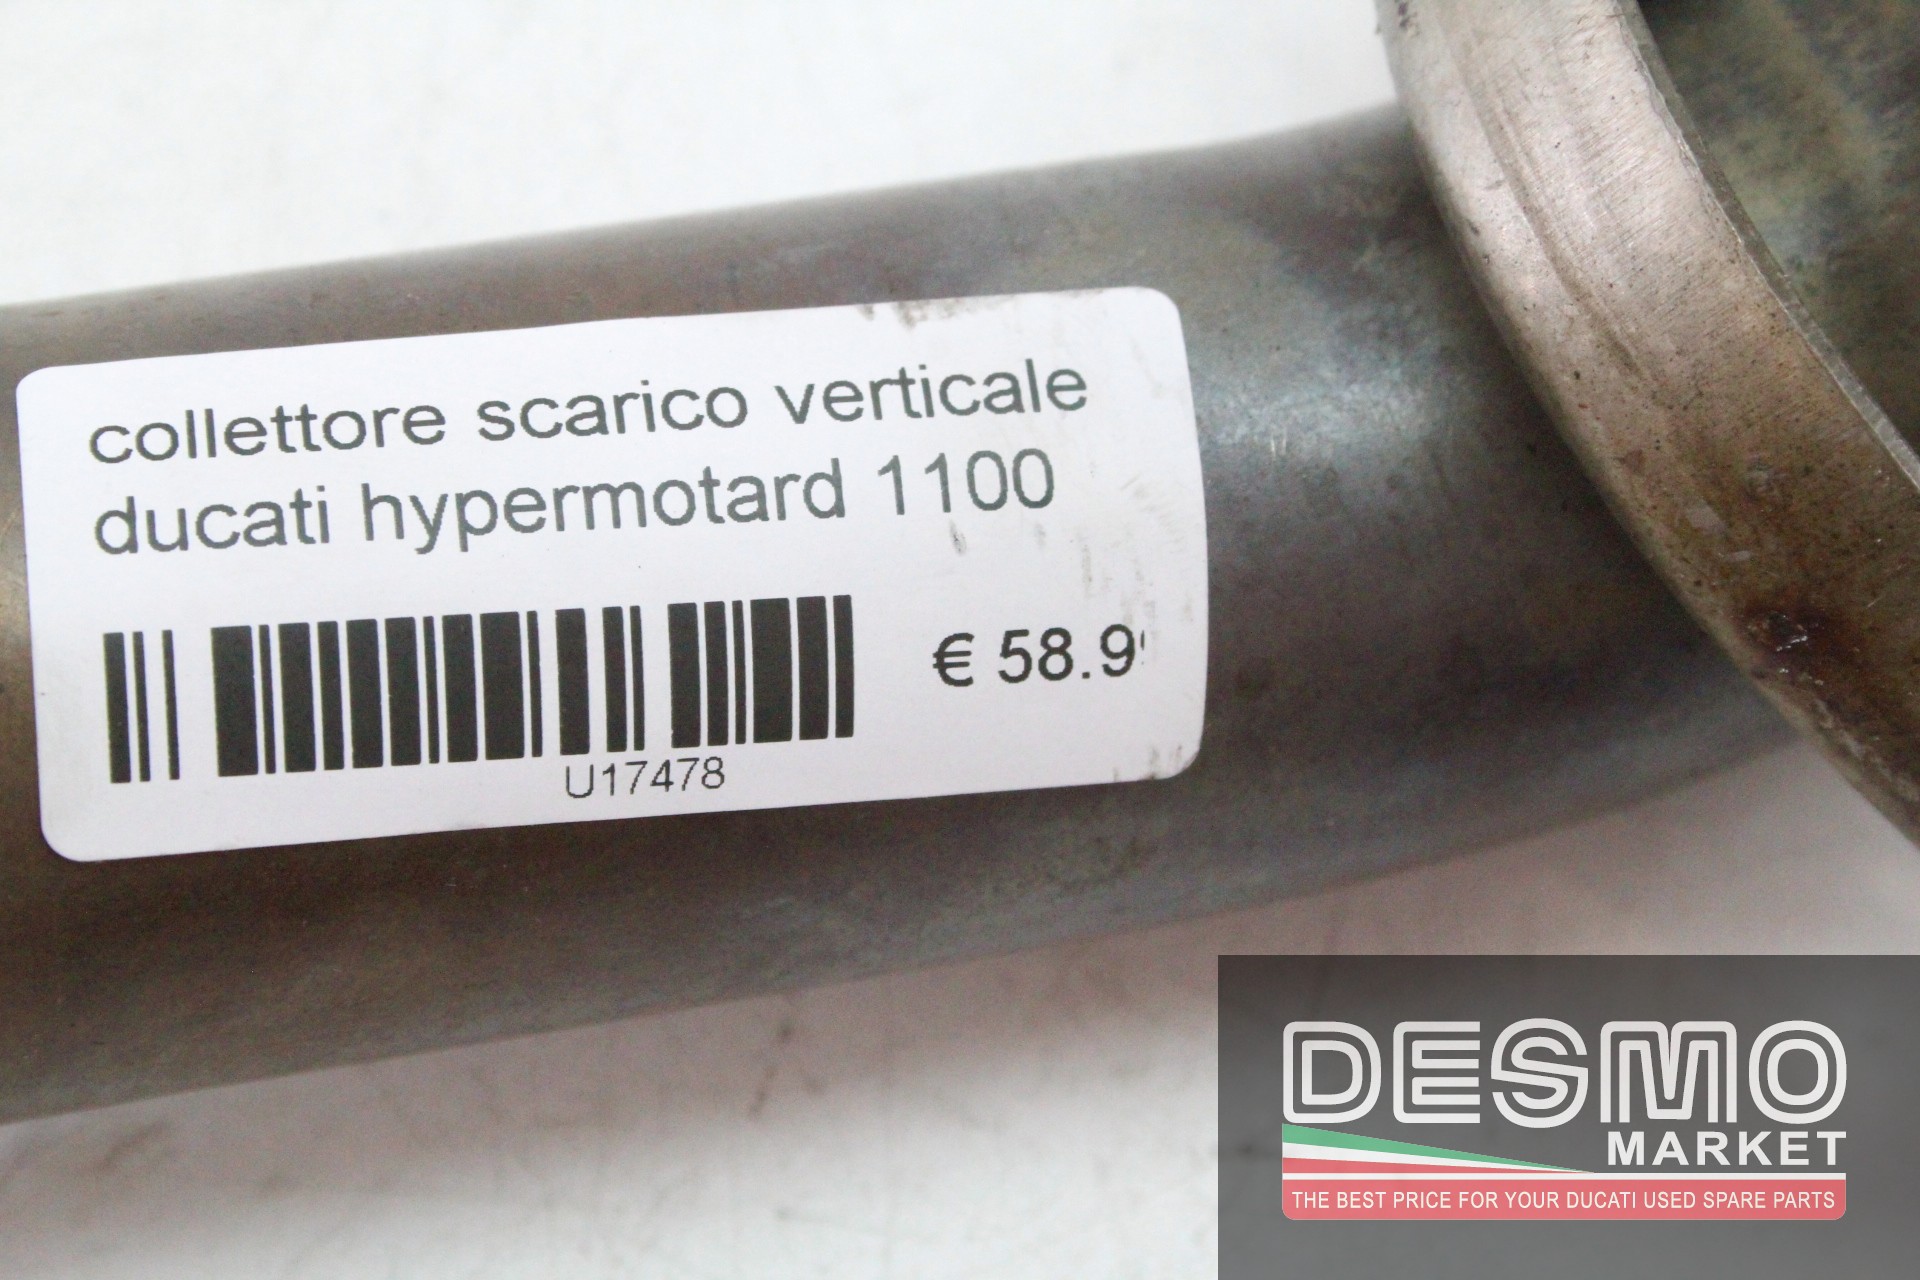 collettore scarico verticale
ducati hypermotard 1100
€ 58.9
U17478
DESMO
MARKET
THE BEST PRICE FOR YOUR DUCATI USED SPARE PARTS